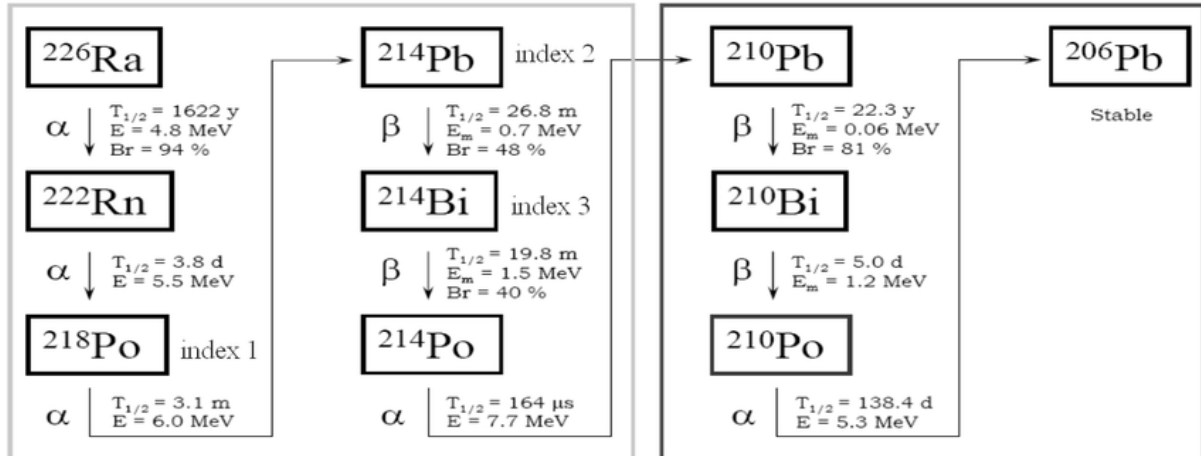 ²²⁶Ra
α
T₁/₂ = 1622 y
E = 4.8 MeV
Br = 94 %
²²²Rn
α
T₁/₂ = 3.8 d
E = 5.5 MeV
²¹⁸Po index 1
α
T₁/₂ = 3.1 m
E = 6.0 MeV
²¹⁴Pb index 2
β
T₁/₂ = 26.8 m
Eₘ = 0.7 MeV
Br = 48 %
²¹⁴Bi index 3
β
T₁/₂ = 19.8 m
Eₘ = 1.5 MeV
Br = 40 %
²¹⁴Po
α
T₁/₂ = 164 μs
E = 7.7 MeV
²¹⁰Pb
β
T₁/₂ = 22.3 y
Eₘ = 0.06 MeV
Br = 81 %
²¹⁰Bi
β
T₁/₂ = 5.0 d
Eₘ = 1.2 MeV
²¹⁰Po
α
T₁/₂ = 138.4 d
E = 5.3 MeV
²⁰⁶Pb
Stable